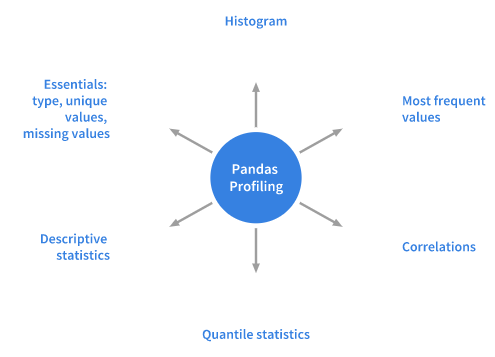 Histogram
Essentials:
type, unique
values,
missing values
Most frequent
values
Pandas
Profiling
Descriptive
statistics
Correlations
Quantile statistics